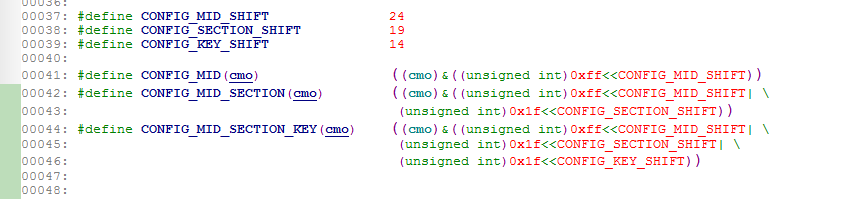 00036:
00037: #define CONFIG_MID_SHIFT 24
00038: #define CONFIG_SECTION_SHIFT 19
00039: #define CONFIG_KEY_SHIFT 14
00040:
00041: #define CONFIG_MID(cmo) ((cmo)&((unsigned int)0xff<<CONFIG_MID_SHIFT))
00042: #define CONFIG_MID_SECTION(cmo) ((cmo)&((unsigned int)0xff<<CONFIG_MID_SHIFT| \
00043: (unsigned int)0x1f<<CONFIG_SECTION_SHIFT))
00044: #define CONFIG_MID_SECTION_KEY(cmo) ((cmo)&((unsigned int)0xff<<CONFIG_MID_SHIFT| \
00045: (unsigned int)0x1f<<CONFIG_SECTION_SHIFT| \
00046: (unsigned int)0x1f<<CONFIG_KEY_SHIFT))
00047:
00048: